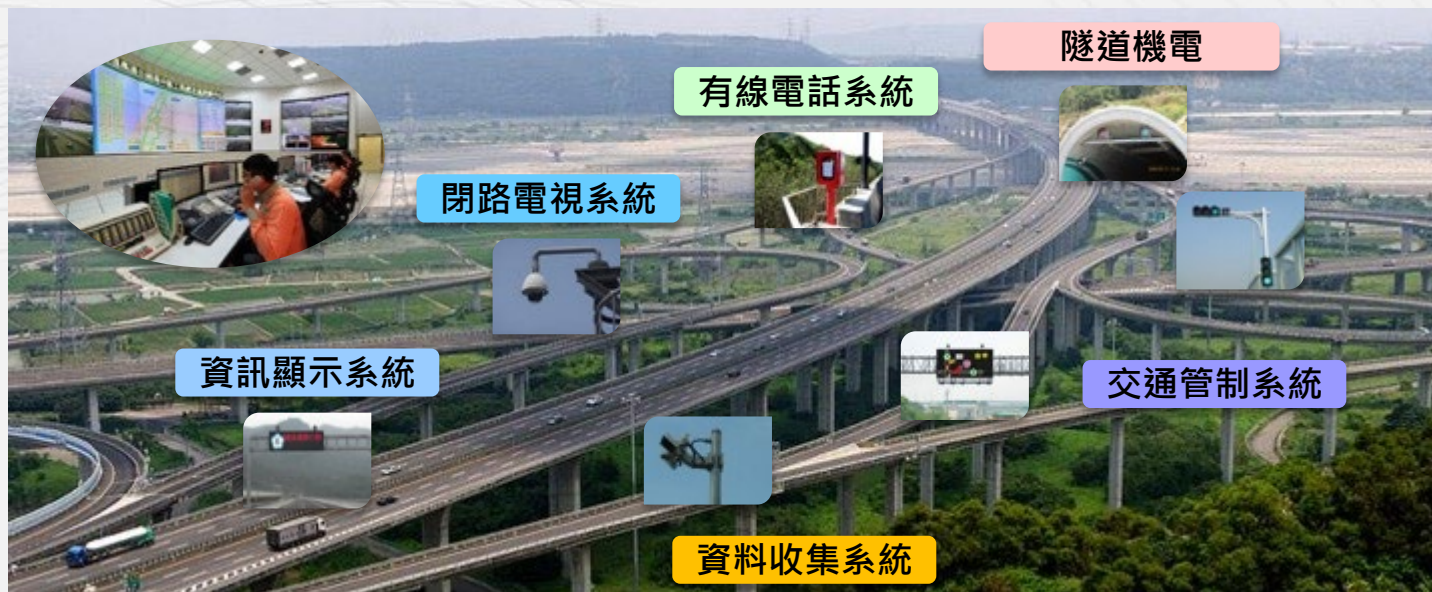 隧道機電
有線電話系統
閉路電視系統
資訊顯示系統
交通管制系統
資料收集系統